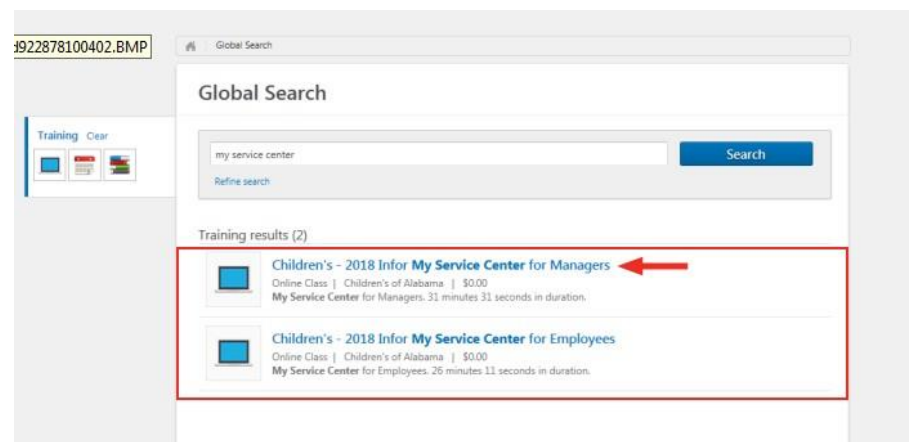 d922878100402.BMP
Global Search
Global Search
Training Clear
my service center
Search
Refine search
Training results (2)
Children's - 2018 Infor My Service Center for Managers
Online Class | Children's of Alabama | $0.00
My Service Center for Managers. 31 minutes 31 seconds in duration.
Children's - 2018 Infor My Service Center for Employees
Online Class | Children's of Alabama | $0.00
My Service Center for Employees. 26 minutes 11 seconds in duration.